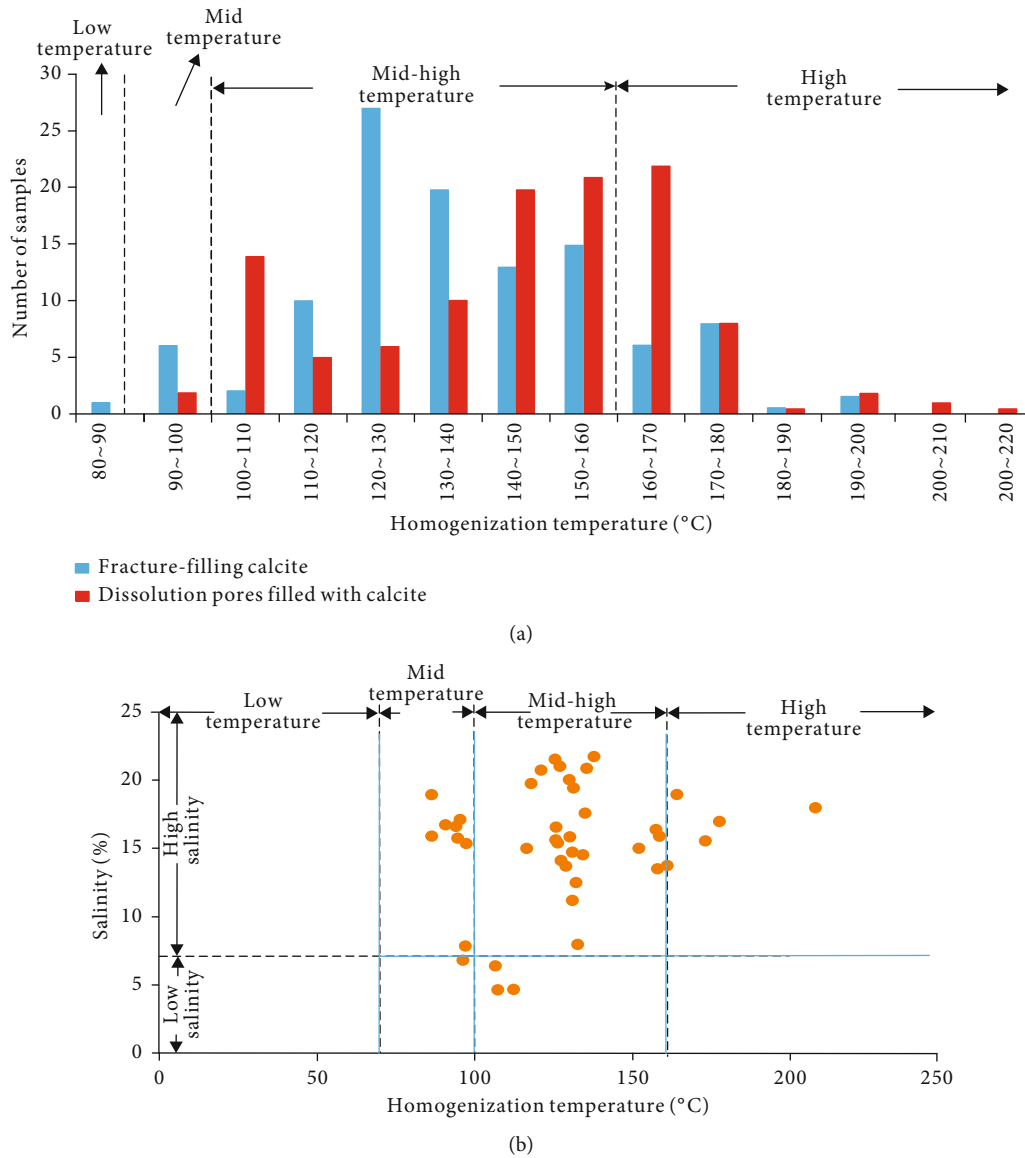 (a)
Low
temperature
Mid
temperature
Mid-high
temperature
High
temperature
30
25
20
15
10
5
0
Number of samples
80~90
90~100
100~110
110~120
120~130
130~140
140~150
150~160
160~170
170~180
180~190
190~200
200~210
200~220
Homogenization temperature (°C)
Fracture-filling calcite
Dissolution pores filled with calcite
Low
temperature
Mid
temperature
Mid-high
temperature
High
temperature
25
20
15
10
5
0
Salinity (%)
High
salinity
Low
salinity
0
50
100
150
200
250
Homogenization temperature (°C)
(b)